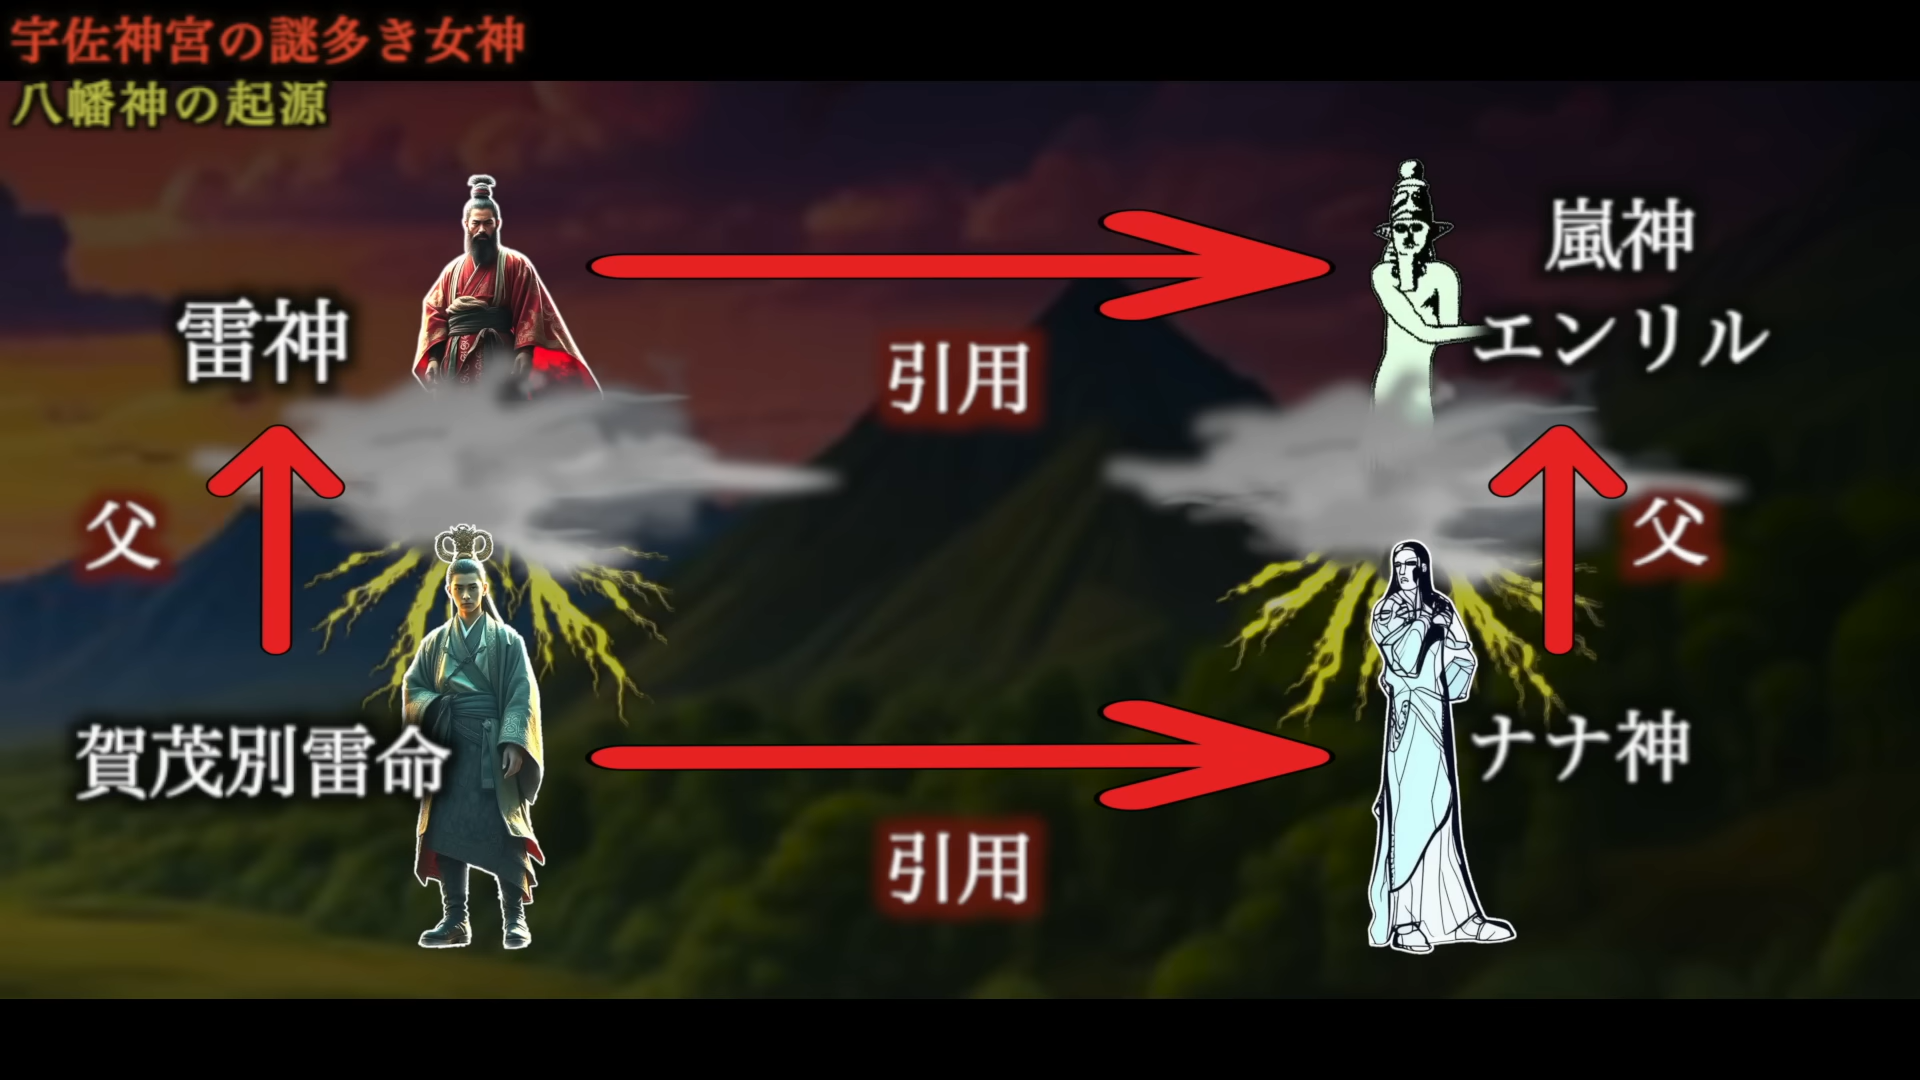 宇佐神宮の謎多き女神
八幡神の起源
雷神
引用
嵐神
エンリル
父
父
賀茂別雷命
引用
ナナ神